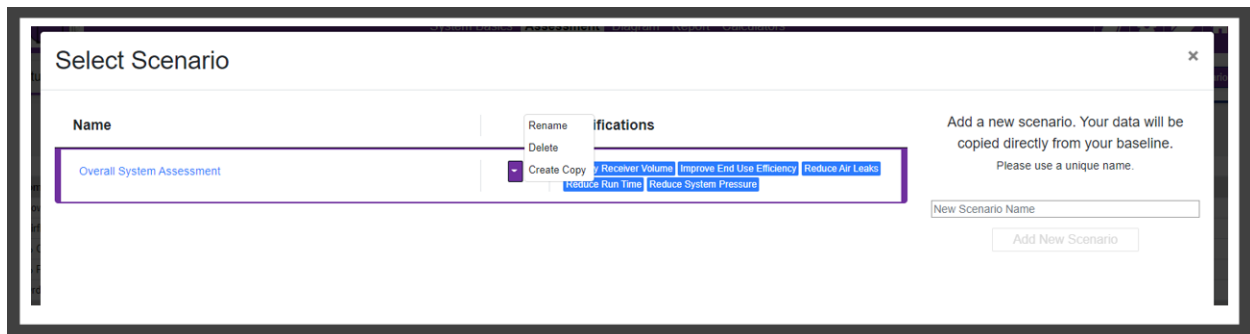 System Basics Assessment Diagram Report Calculators
Select Scenario
×
Name
ifications
Rename
Delete
Create Copy
Overall System Assessment
y Receiver Volume Improve End Use Efficiency Reduce Air Leaks
Reduce Run Time Reduce System Pressure
Add a new scenario. Your data will be
copied directly from your baseline.
Please use a unique name.
New Scenario Name
Add New Scenario